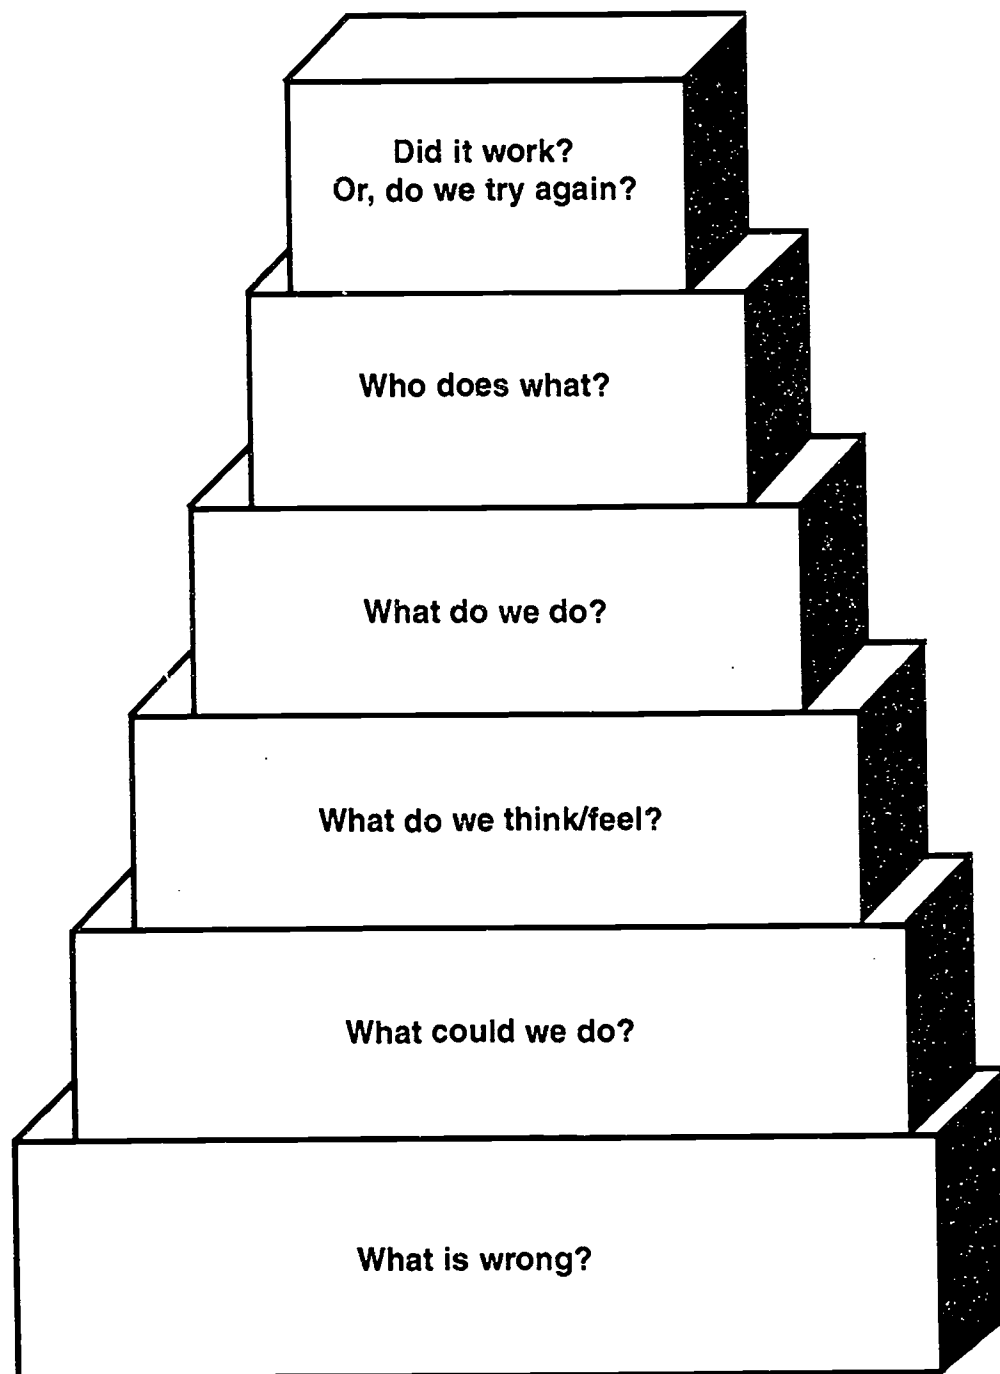 Did it work?
Or, do we try again?
Who does what?
What do we do?
What do we think/feel?
What could we do?
What is wrong?